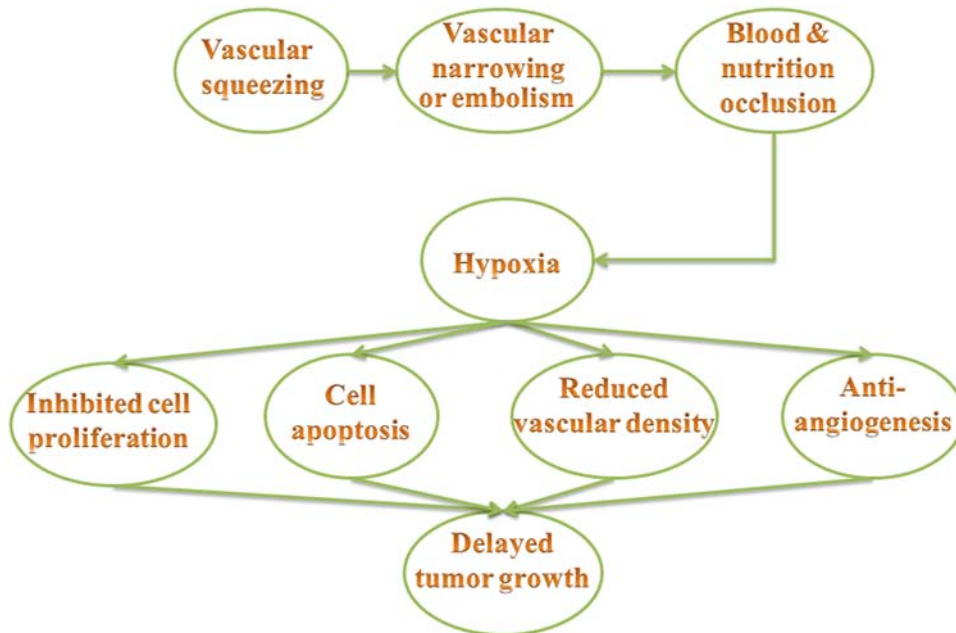 Vascular
squeezing
Vascular
narrowing
or embolism
Blood &
nutrition
occlusion
Hypoxia
Inhibited cell
proliferation
Cell
apoptosis
Reduced
vascular density
Anti-
angiogenesis
Delayed
tumor growth